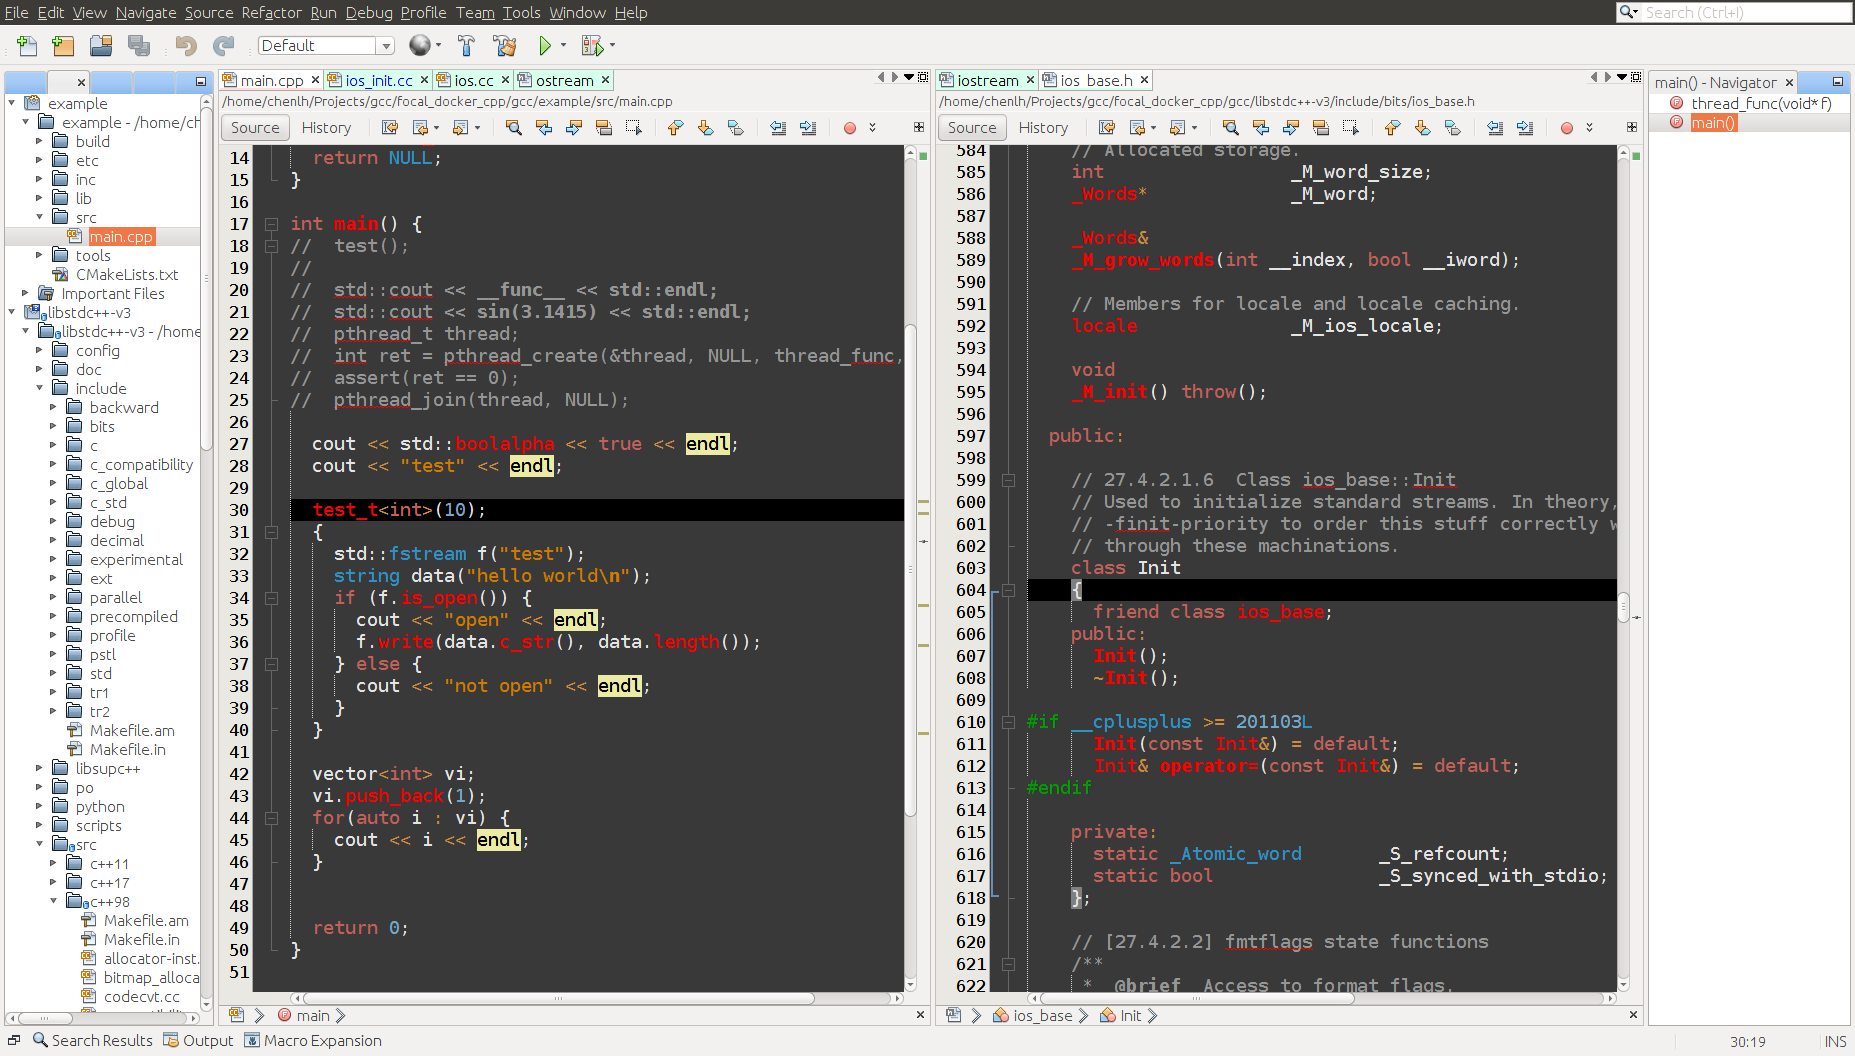 File Edit View Navigate Source Refactor Run Debug Profile Team Tools Window Help
Search (Ctrl+I)
Default
example
example - /home/ch
build
etc
inc
lib
src
main.cpp
tools
CMakeLists.txt
Important Files
libstdc++-v3
libstdc++-v3 - /home
config
doc
include
backward
bits
c
c_compatibility
c_global
c_std
debug
decimal
experimental
ext
parallel
precompiled
profile
pstl
std
tr1
tr2
Makefile.am
Makefile.in
libsupc++
po
python
scripts
src
c++11
c++17
c++98
Makefile.am
Makefile.in
allocator-inst.
bitmap_alloca
codecvt.cc
main.cpp ios_init.cc ios.cc ostream
/home/chenlh/Projects/gcc/focal_docker_cpp/gcc/example/src/main.cpp
Source History
14 return NULL;
15 }
16
17 int main() {
18 // test();
19 //
20 // std::cout << __func__ << std::endl;
21 // std::cout << sin(3.1415) << std::endl;
22 // pthread_t thread;
23 // int ret = pthread_create(&thread, NULL, thread_func,
24 // assert(ret == 0);
25 // pthread_join(thread, NULL);
26
27 cout << std::boolalpha << true << endl;
28 cout << "test" << endl;
29
30 test_t<int>(10);
31 {
32 std::fstream f("test");
33 string data("hello world\n");
34 if (f.is_open()) {
35 cout << "open" << endl;
36 f.write(data.c_str(), data.length());
37 } else {
38 cout << "not open" << endl;
39 }
40 }
41
42 vector<int> vi;
43 vi.push_back(1);
44 for(auto i : vi) {
45 cout << i << endl;
46 }
47
48
49 return 0;
50 }
51
main
iostream ios_base.h
/home/chenlh/Projects/gcc/focal_docker_cpp/gcc/libstdc++-v3/include/bits/ios_base.h
Source History
584 // Allocated storage.
585 int _M_word_size;
586 _Words* _M_word;
587
588 _Words&
589 _M_grow_words(int __index, bool __iword);
590
591 // Members for locale and locale caching.
592 locale _M_ios_locale;
593
594 void
595 _M_init() throw();
596
597 public:
598
599 // 27.4.2.1.6 Class ios_base::Init
600 // Used to initialize standard streams. In theory,
601 // -finit-priority to order this stuff correctly w
602 // through these machinations.
603 class Init
604 {
605 friend class ios_base;
606 public:
607 Init();
608 ~Init();
609
610 #if __cplusplus >= 201103L
611 Init(const Init&) = default;
612 Init& operator=(const Init&) = default;
613 #endif
614
615 private:
616 static _Atomic_word _S_refcount;
617 static bool _S_synced_with_stdio;
618 };
619
620 // [27.4.2.2] fmtflags state functions
621 /**
622 * @brief Access to format flags.
ios_base Init
main() - Navigator
thread_func(void* f)
main()
Search Results Output Macro Expansion
30:19 INS